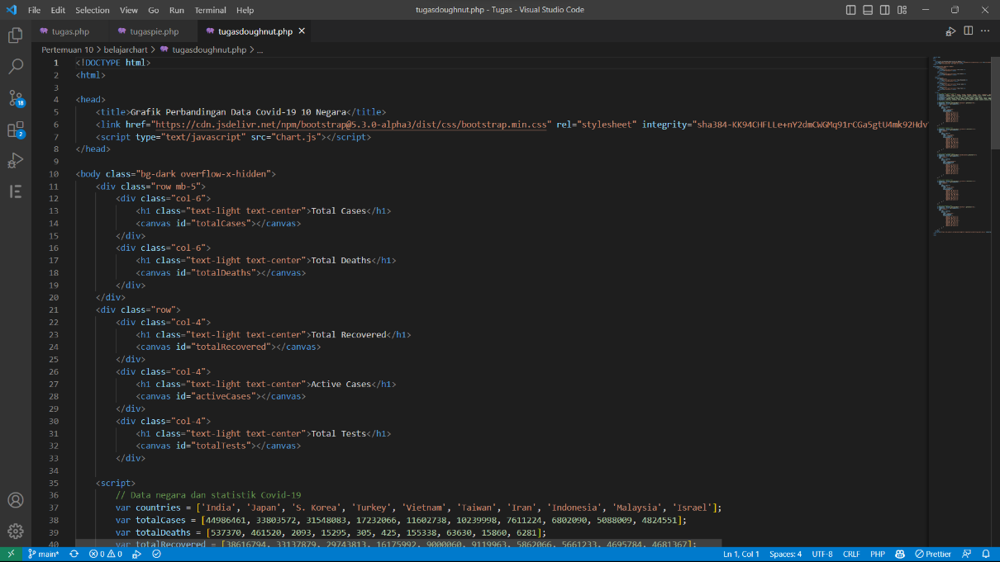 File Edit Selection View Go Run Terminal Help
tugasdoughnut.php - Tugas - Visual Studio Code
tugas.php tugaspie.php tugasdoughnut.php
Pertemuan 10 > belajarchart > tugasdoughnut.php > ...
1 <!DOCTYPE html>
2 <html>
3
4 <head>
5 <title>Grafik Perbandingan Data Covid-19 10 Negara</title>
6 <link href="https://cdn.jsdelivr.net/npm/bootstrap@5.3.0-alpha3/dist/css/bootstrap.min.css" rel="stylesheet" integrity="sha384-KK94CHFLLe+nY2dmCWGMq91rCGa5gtU4mk92Hdv
7 <script type="text/javascript" src="Chart.js"></script>
8 </head>
9
10 <body class="bg-dark overflow-x-hidden">
11 <div class="row mb-5">
12 <div class="col-6">
13 <h1 class="text-light text-center">Total Cases</h1>
14 <canvas id="totalCases"></canvas>
15 </div>
16 <div class="col-6">
17 <h1 class="text-light text-center">Total Deaths</h1>
18 <canvas id="totalDeaths"></canvas>
19 </div>
20 </div>
21 <div class="row">
22 <div class="col-4">
23 <h1 class="text-light text-center">Total Recovered</h1>
24 <canvas id="totalRecovered"></canvas>
25 </div>
26 <div class="col-4">
27 <h1 class="text-light text-center">Active Cases</h1>
28 <canvas id="activeCases"></canvas>
29 </div>
30 <div class="col-4">
31 <h1 class="text-light text-center">Total Tests</h1>
32 <canvas id="totalTests"></canvas>
33 </div>
34
35 <script>
36 // Data negara dan statistik Covid-19
37 var countries = ['India', 'Japan', 'S. Korea', 'Turkey', 'Vietnam', 'Taiwan', 'Iran', 'Indonesia', 'Malaysia', 'Israel'];
38 var totalCases = [44986461, 33803572, 31548083, 17232066, 11602738, 10239998, 7611224, 6802090, 5088009, 4824551];
39 var totalDeaths = [537370, 461520, 2093, 15295, 305, 425, 155338, 63630, 15860, 6281];
40 var totalRecovered = [38616794, 33137879, 29743813, 16175992, 9000060, 9119963, 5862066, 5661233, 4695784, 4681367];
18
2
main* 0 0 Ln 1, Col 1 Spaces: 4 UTF-8 CRLF PHP Prettier